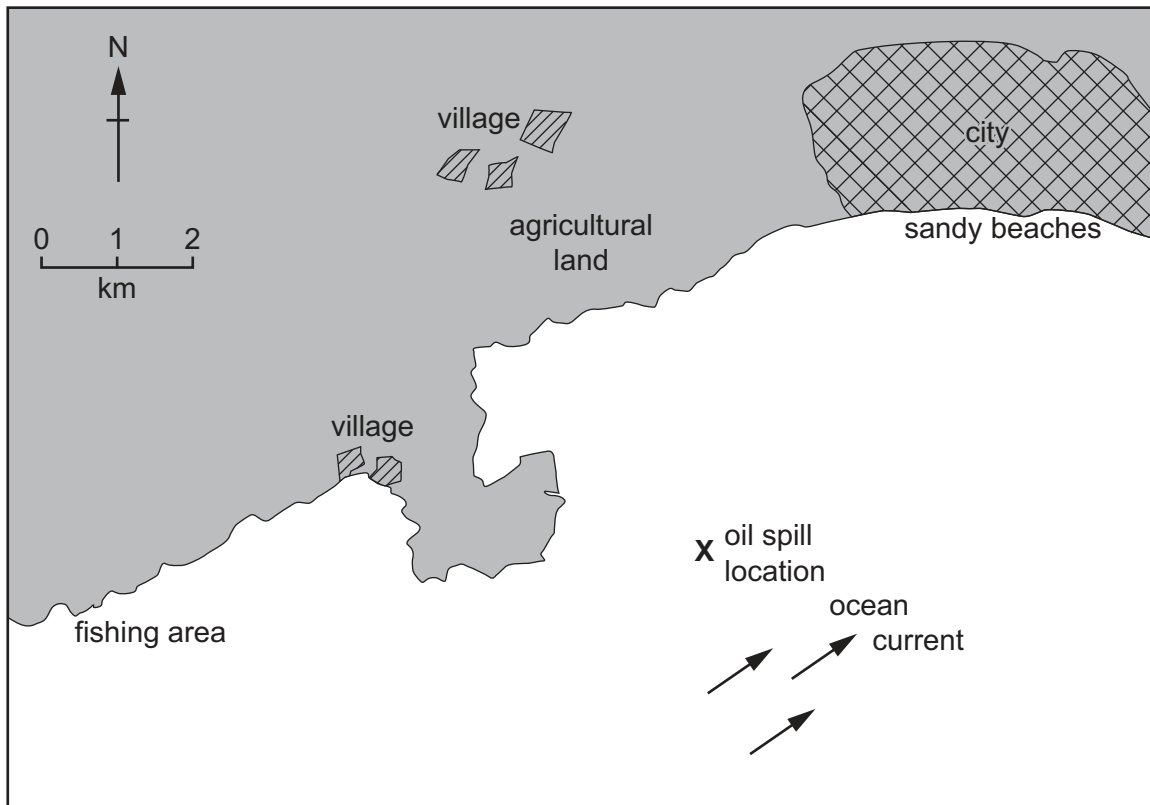 N
village
city
agricultural
land
sandy beaches
0 1 2
km
village
X oil spill
location
ocean
current
fishing area